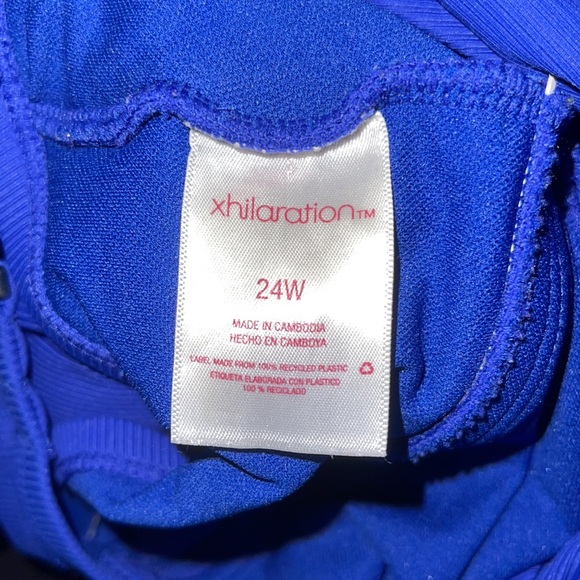 xhilaration™
24W
MADE IN CAMBODIA
HECHO EN CAMBOYA
LABEL MADE FROM 100% RECYCLED PLASTIC
ETIQUETA ELABORADA CON PLÁSTICO
100 % RECICLADO